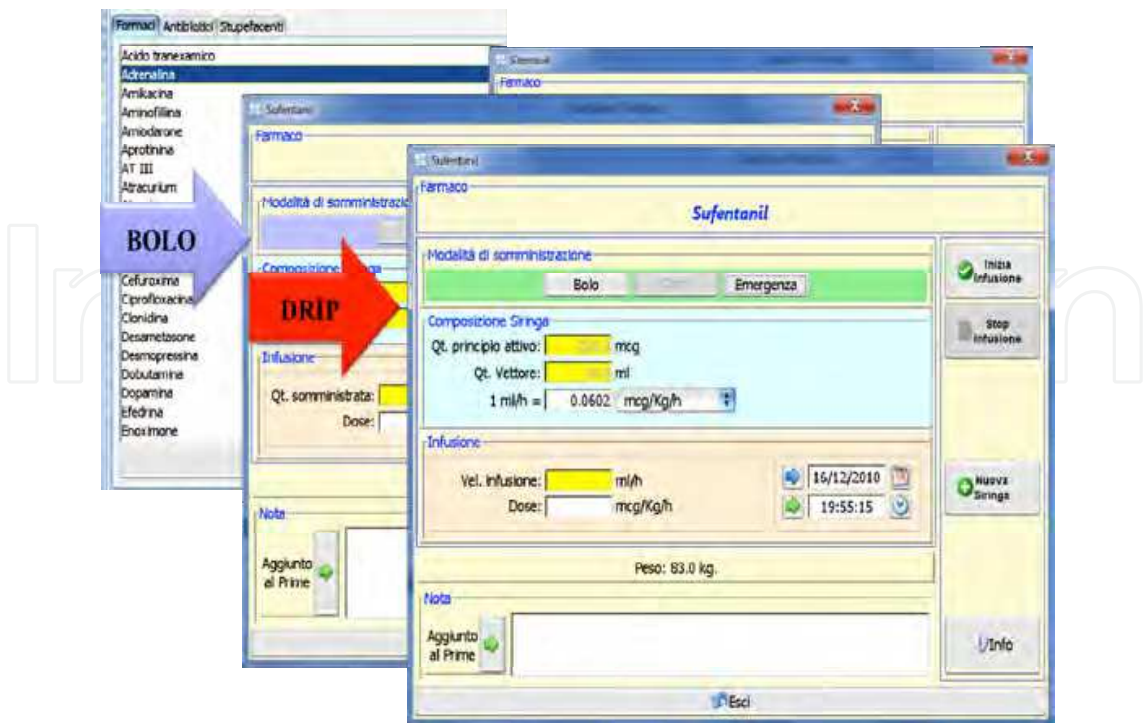 Farmaci Antibiotici Stupefacenti
Acido tranexamico
Adrenalina
Amikacina
Aminofillina
Amiodarone
Aprotinina
AT III
Atracurium
Cefuroxima
Ciprofloxacina
Clonidina
Desametasone
Desmopressina
Dobutamina
Dopamina
Efedrina
Enoximone
BOLO
Farmaco
Sufentanil
Farmaco
Modalità di somministrazio
Composizione
DRIP
Infusione
Qt. somministrata:
Dose:
Nota
Aggiunto
al Prime
Sufentanil
Farmaco
Sufentanil
Modalità di somministrazione
Bolo
Emergenza
Composizione Siringa
Qt. principio attivo: mcg
Qt. Vettore: ml
1 ml/h = 0.0602 mcg/Kg/h
Infusione
Vel. infusione: ml/h
Dose: mcg/Kg/h
16/12/2010
19:55:15
Peso: 83.0 kg.
Nota
Aggiunto
al Prime
Esci
Inizia
Infusione
Stop
Infusione
Nuova
Siringa
Info